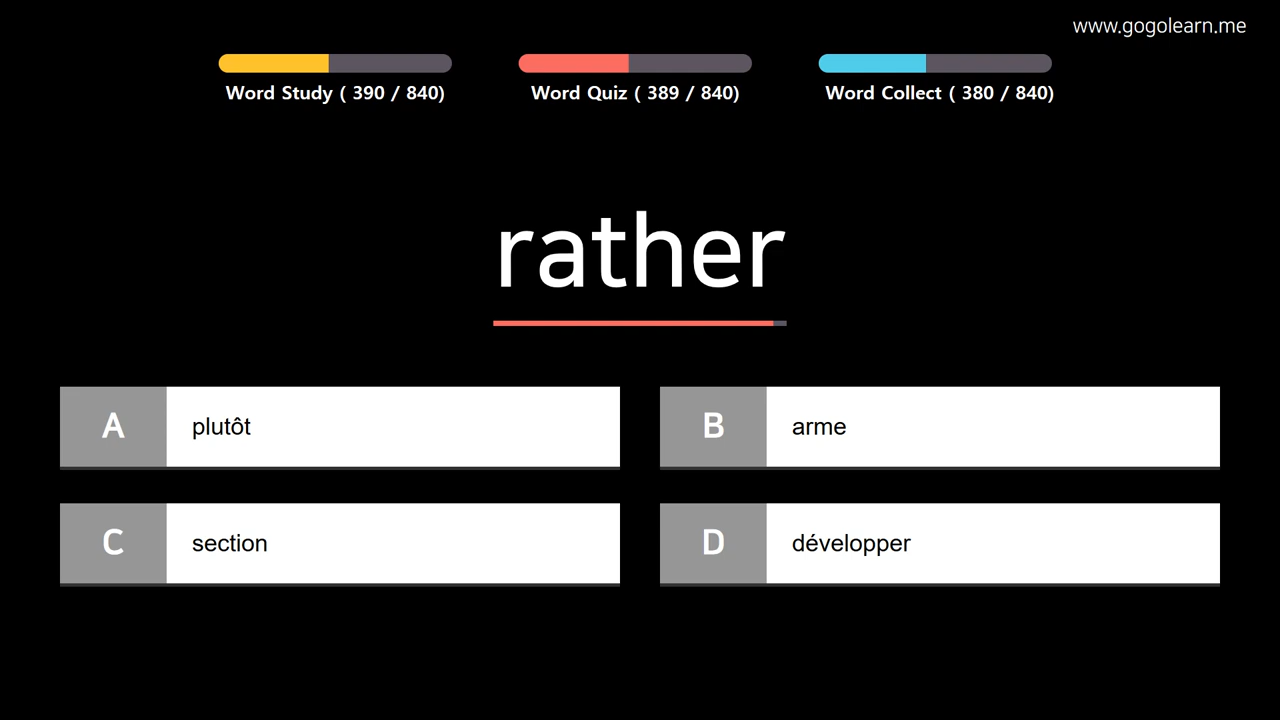 www.gogolearn.me
Word Study ( 390 / 840)
Word Quiz ( 389 / 840)
Word Collect ( 380 / 840)
rather
A plutôt
B arme
C section
D développer